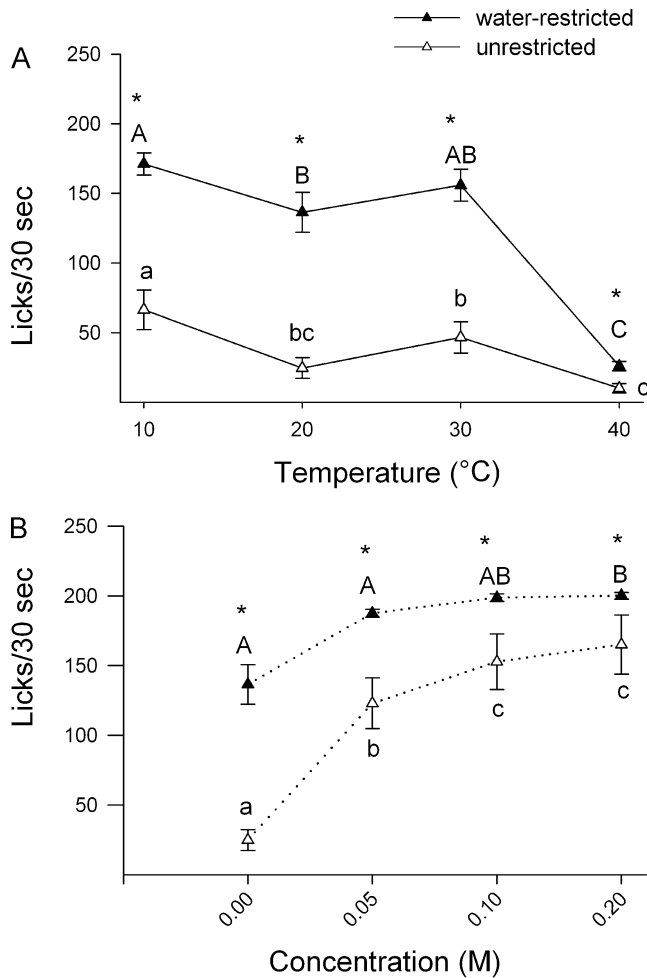 water-restricted
unrestricted
A
250
200
150
100
50
Licks/30 sec
* * * *
A B AB C
a bc b c
10 20 30 40
Temperature (°C)
B
250
200
150
100
50
Licks/30 sec
* * * *
A A AB B
a b c c
0.00 0.05 0.10 0.20
Concentration (M)